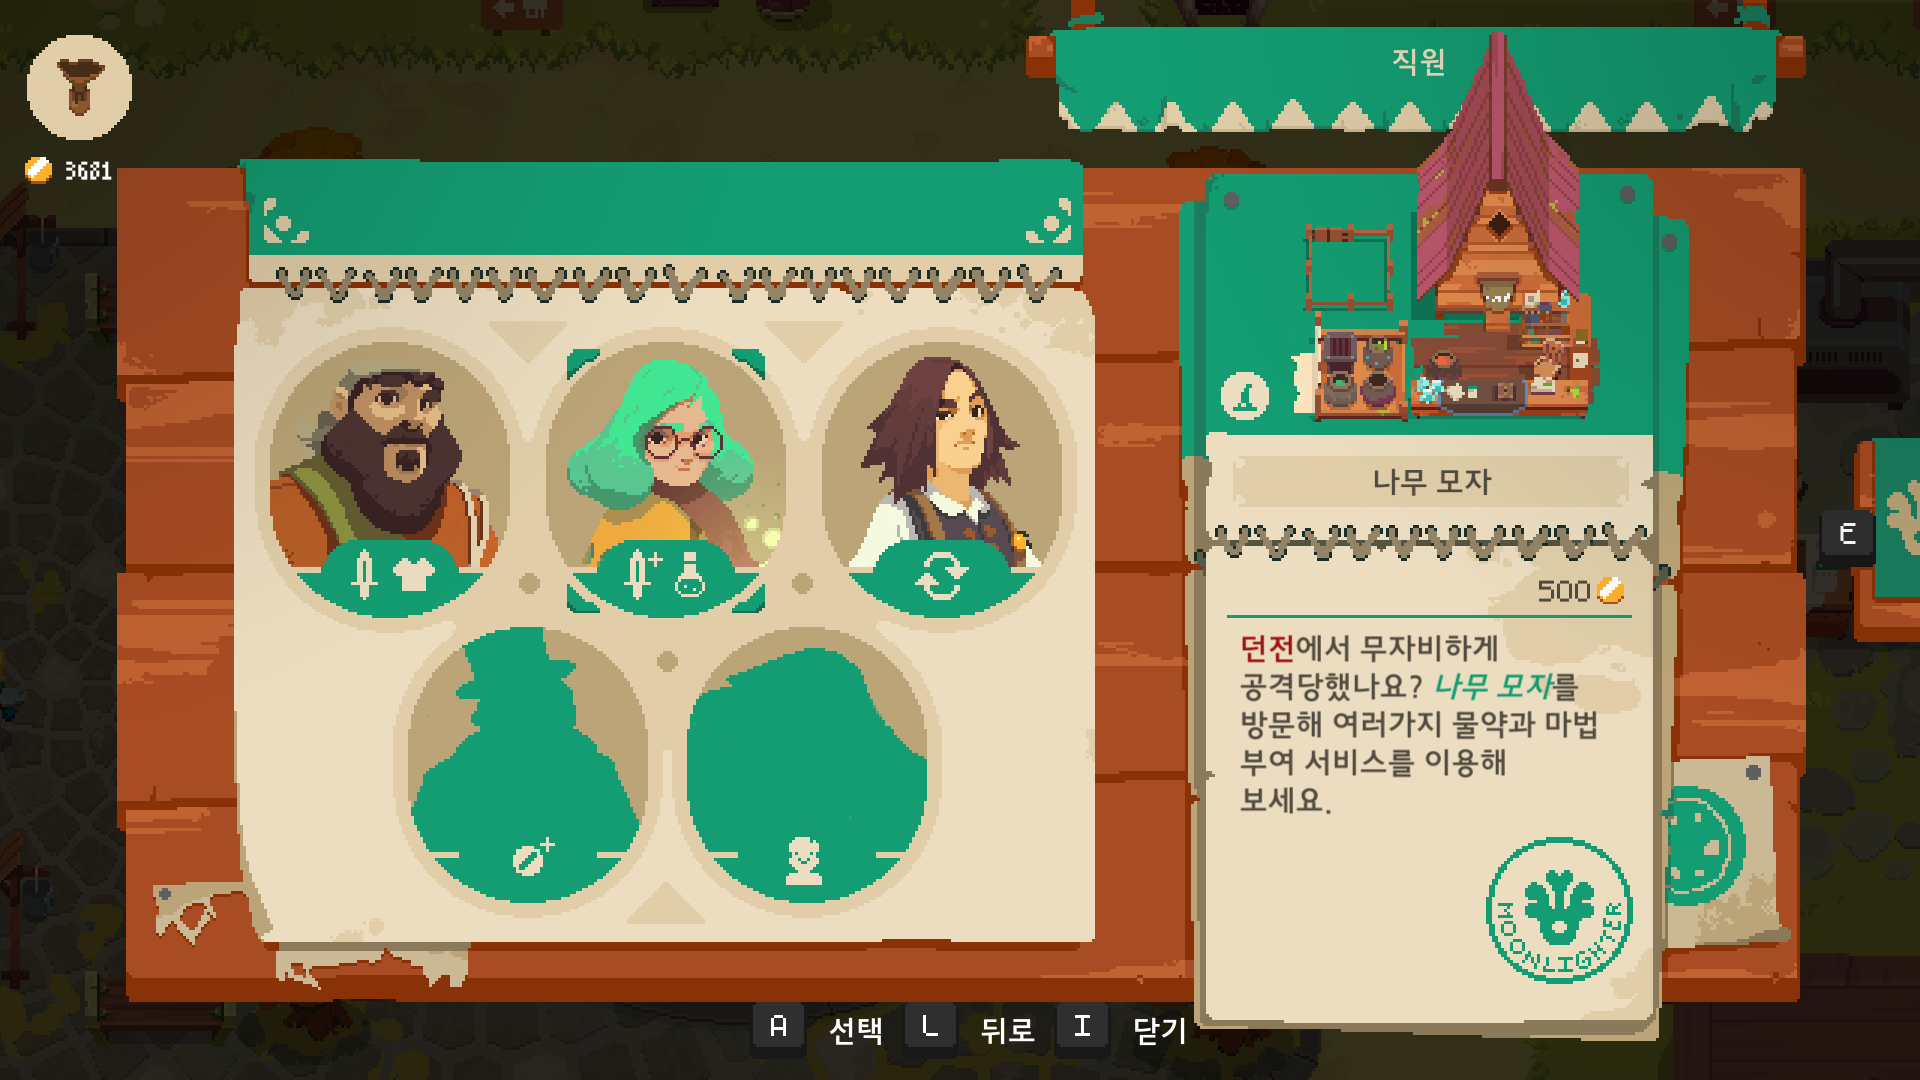 직원
3681
나무 모자
500
E
던전에서 무자비하게
공격당했나요? 나무 모자를
방문해 여러가지 물약과 마법
부여 서비스를 이용해
보세요.
MOONLIGHTER
A 선택 L 뒤로 I 닫기